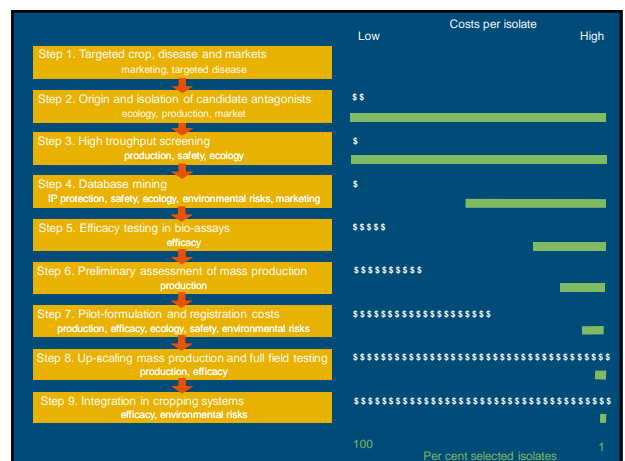 Costs per isolate
Low High
Step 1. Targeted crop, disease and markets
marketing, targeted disease
Step 2. Origin and isolation of candidate antagonists
ecology, production, market
$$
Step 3. High troughput screening
production, safety, ecology
$
Step 4. Database mining
IP protection, safety, ecology, environmental risks, marketing
$
Step 5. Efficacy testing in bio-assays
efficacy
$$$$$
Step 6. Preliminary assessment of mass production
production
$$$$$$$$$$
Step 7. Pilot-formulation and registration costs
production, efficacy, ecology, safety, environmental risks
$$$$$$$$$$$$$$$$$$$$
Step 8. Up-scaling mass production and full field testing
production, efficacy
$$$$$$$$$$$$$$$$$$$$$$$$$$$$$$$$$$$$$
Step 9. Integration in cropping systems
efficacy, environmental risks
$$$$$$$$$$$$$$$$$$$$$$$$$$$$$$$$$$$$$
100 1
Per cent selected isolates